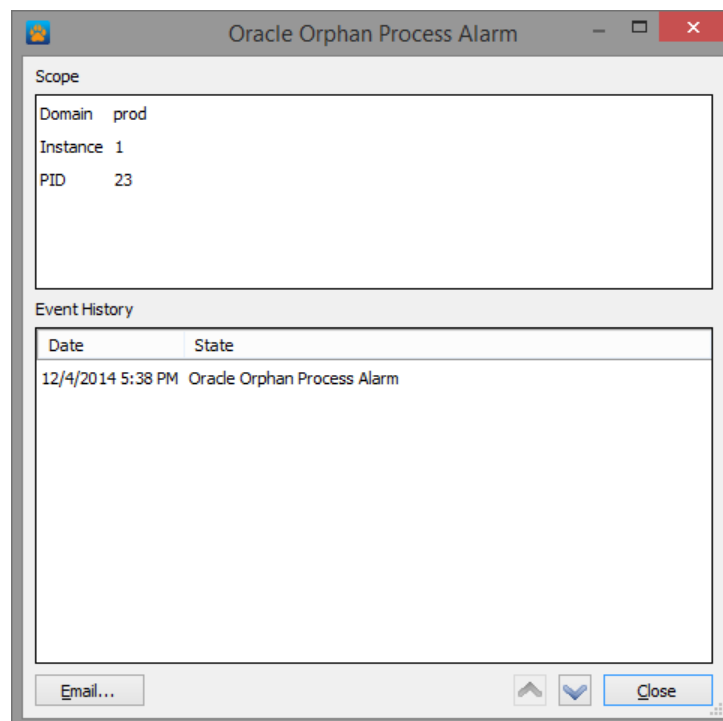 Oracle Orphan Process Alarm
Scope
Domain prod
Instance 1
PID 23
Event History
Date State
12/4/2014 5:38 PM Oracle Orphan Process Alarm
Email... Close